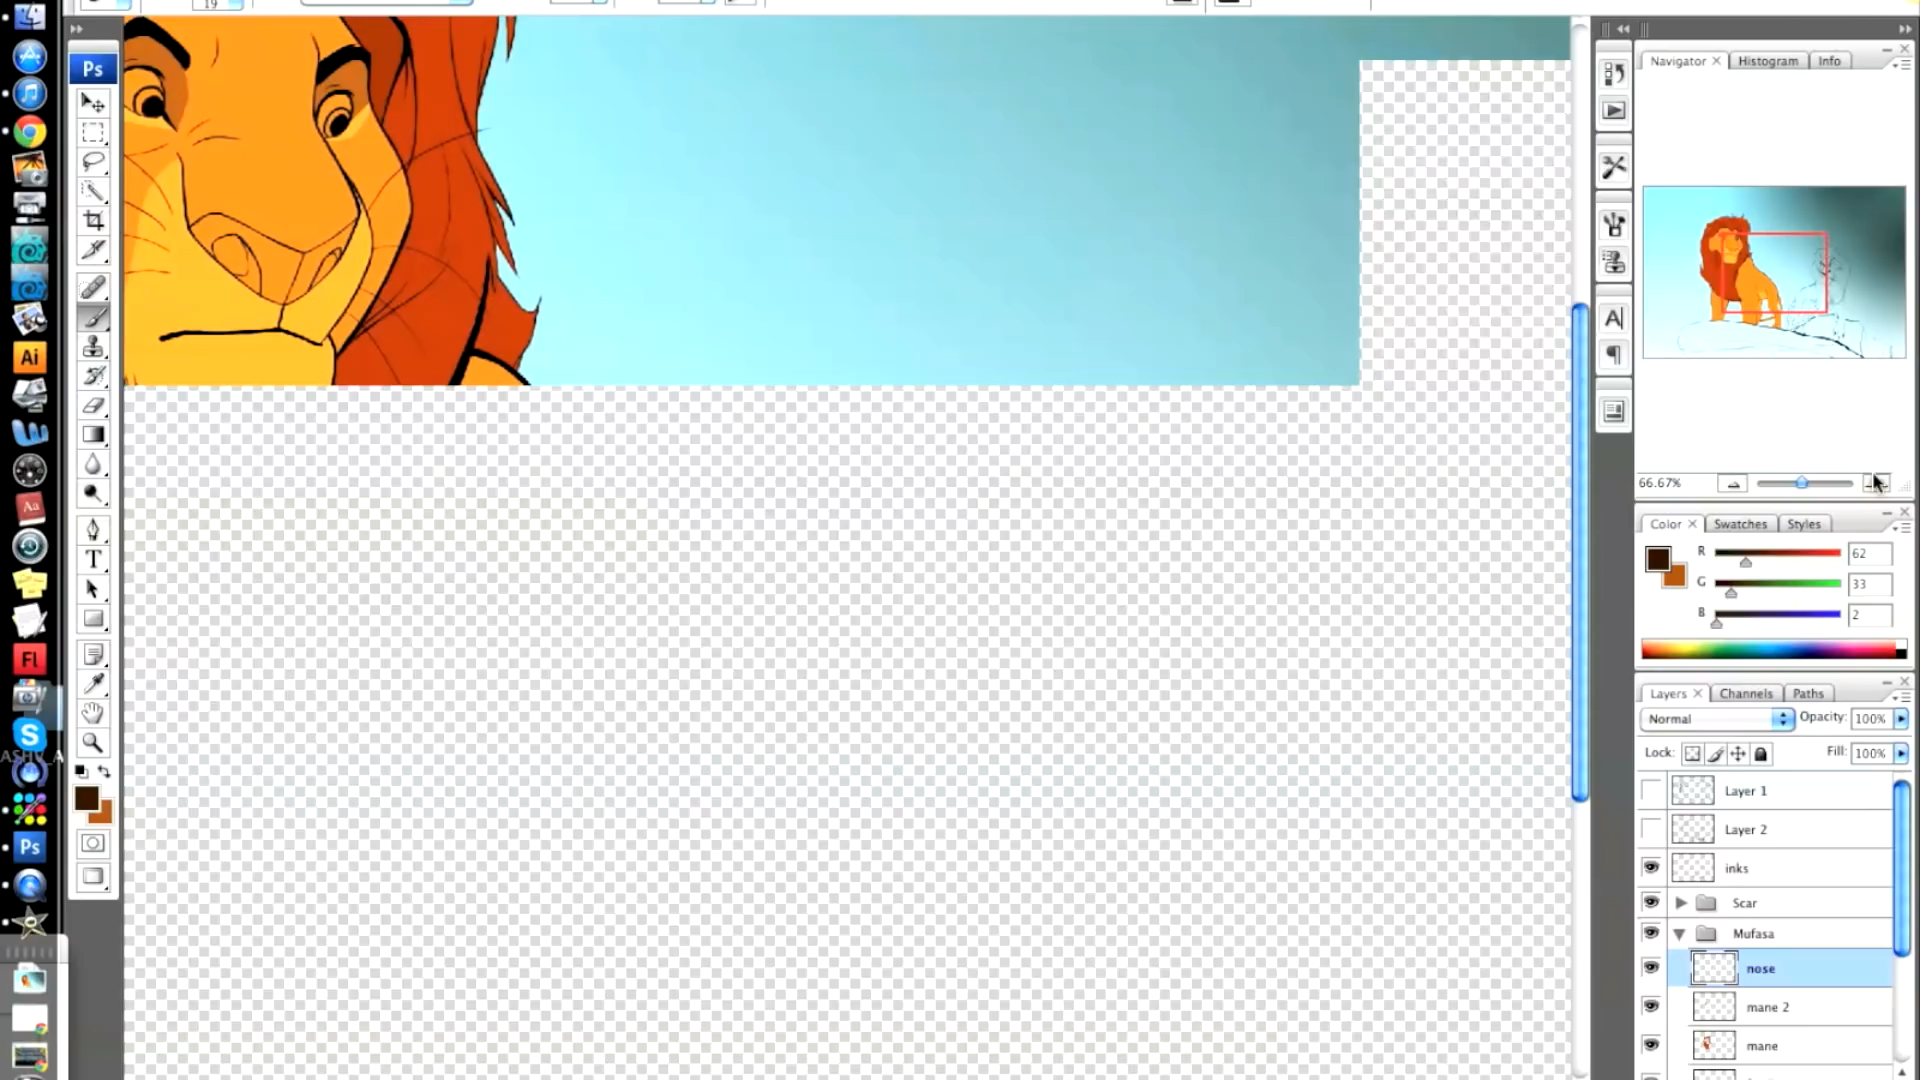 19
Ps
Navigator
Histogram
Info
66.67%
Color
Swatches
Styles
R
62
G
33
B
2
Layers
Channels
Paths
Normal
Opacity:
100%
Lock:
Fill:
100%
Layer 1
Layer 2
inks
Scar
Mufasa
nose
mane 2
mane
Ai
Aa
Fl
S
Ps
T
A